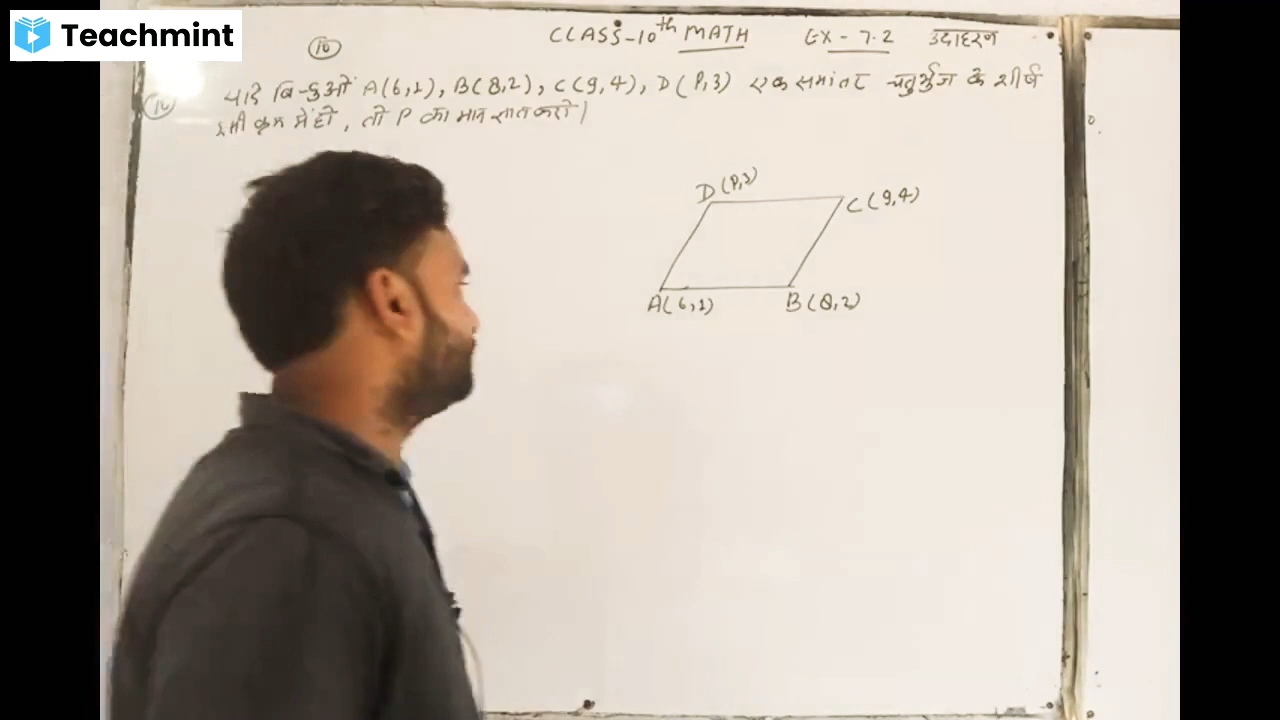 Teachmint
10
CLASS-10th MATH EX-7.2 उदाहरण
10 यदि बिन्दुओं A(6,1), B(8,2), C(9,4), D(P,3) एक समांतर चतुर्भुज के शीर्ष
इसी क्रम में हो, तो P का मान ज्ञात करो।
D(P,3)
C(9,4)
A(6,1) B(8,2)